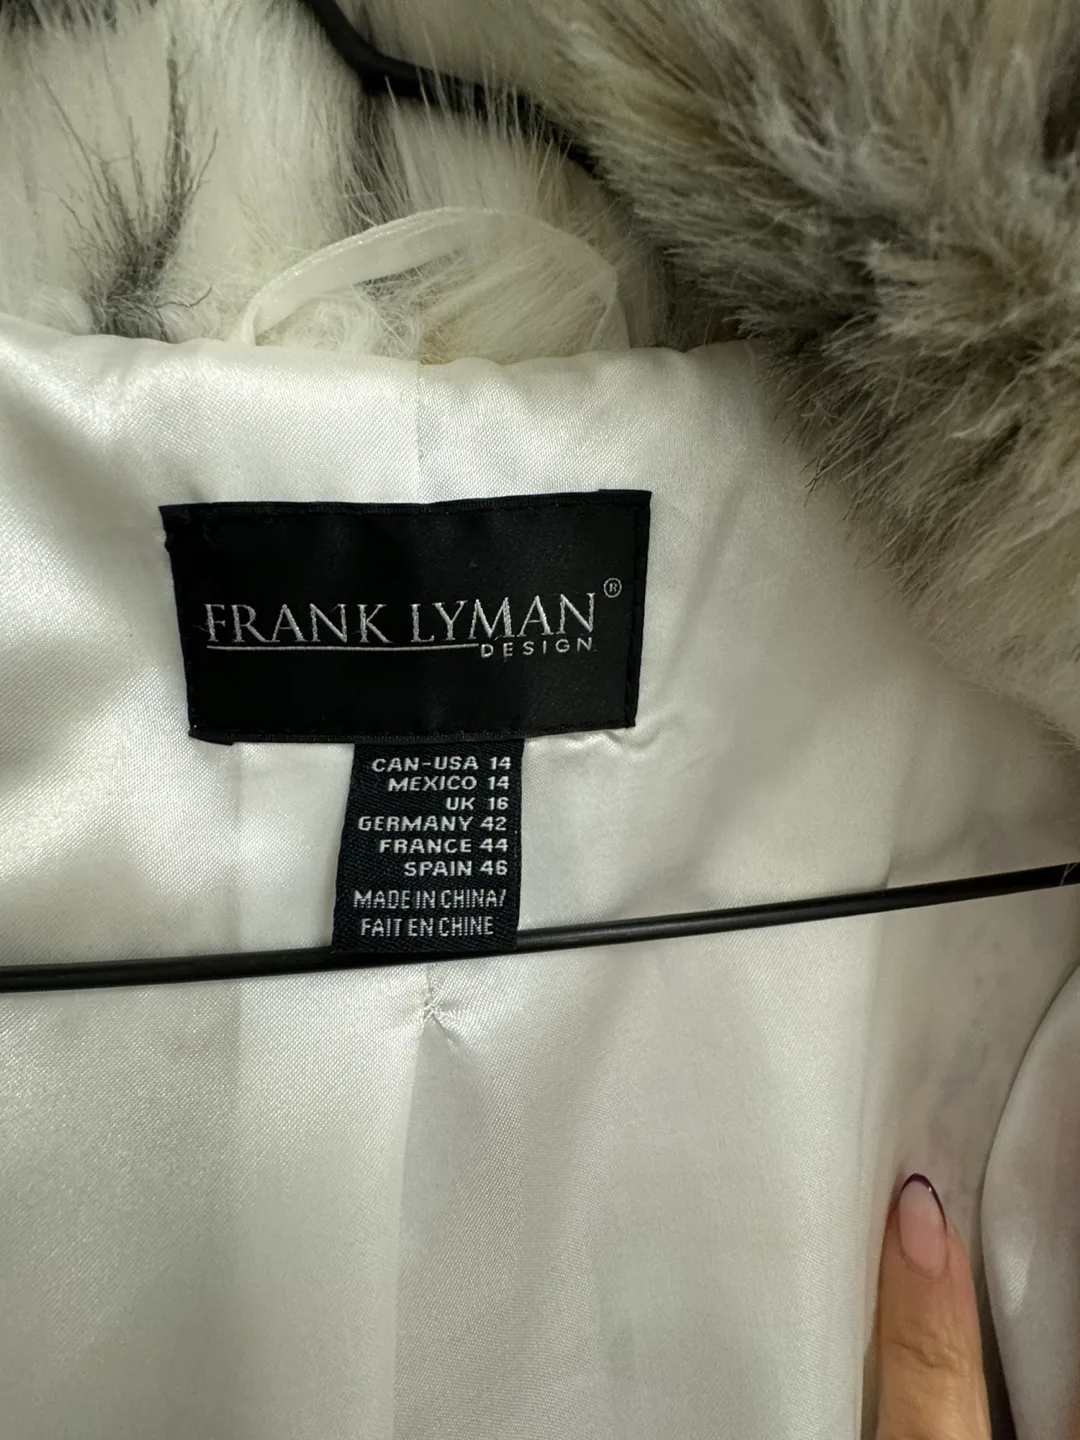 FRANK LYMAN®
DESIGN
CAN-USA 14
MEXICO 14
UK 16
GERMANY 42
FRANCE 44
SPAIN 46
MADE IN CHINA/
FAIT EN CHINE